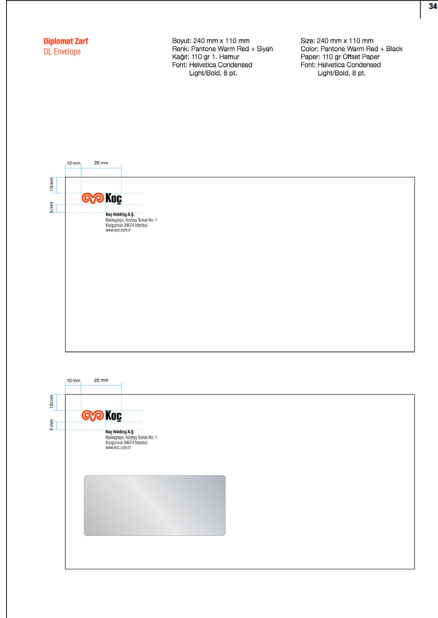 34
Diplomat Zarf
DL Envelope
Boyut: 240 mm x 110 mm
Renk: Pantone Warm Red + Siyah
Kağıt: 110 gr 1. Hamur
Font: Helvetica Condensed
Light/Bold, 8 pt.
Size: 240 mm x 110 mm
Color: Pantone Warm Red + Black
Paper: 110 gr Offset Paper
Font: Helvetica Condensed
Light/Bold, 8 pt.
10 mm 25 mm
10 mm
5 mm
Koç
Koç Holding A.Ş.
Nakkaştepe, Azizbey Sokak No: 1
Kuzguncuk 34674 İstanbul
www.koc.com.tr
10 mm 25 mm
10 mm
5 mm
Koç
Koç Holding A.Ş.
Nakkaştepe, Azizbey Sokak No: 1
Kuzguncuk 34674 İstanbul
www.koc.com.tr